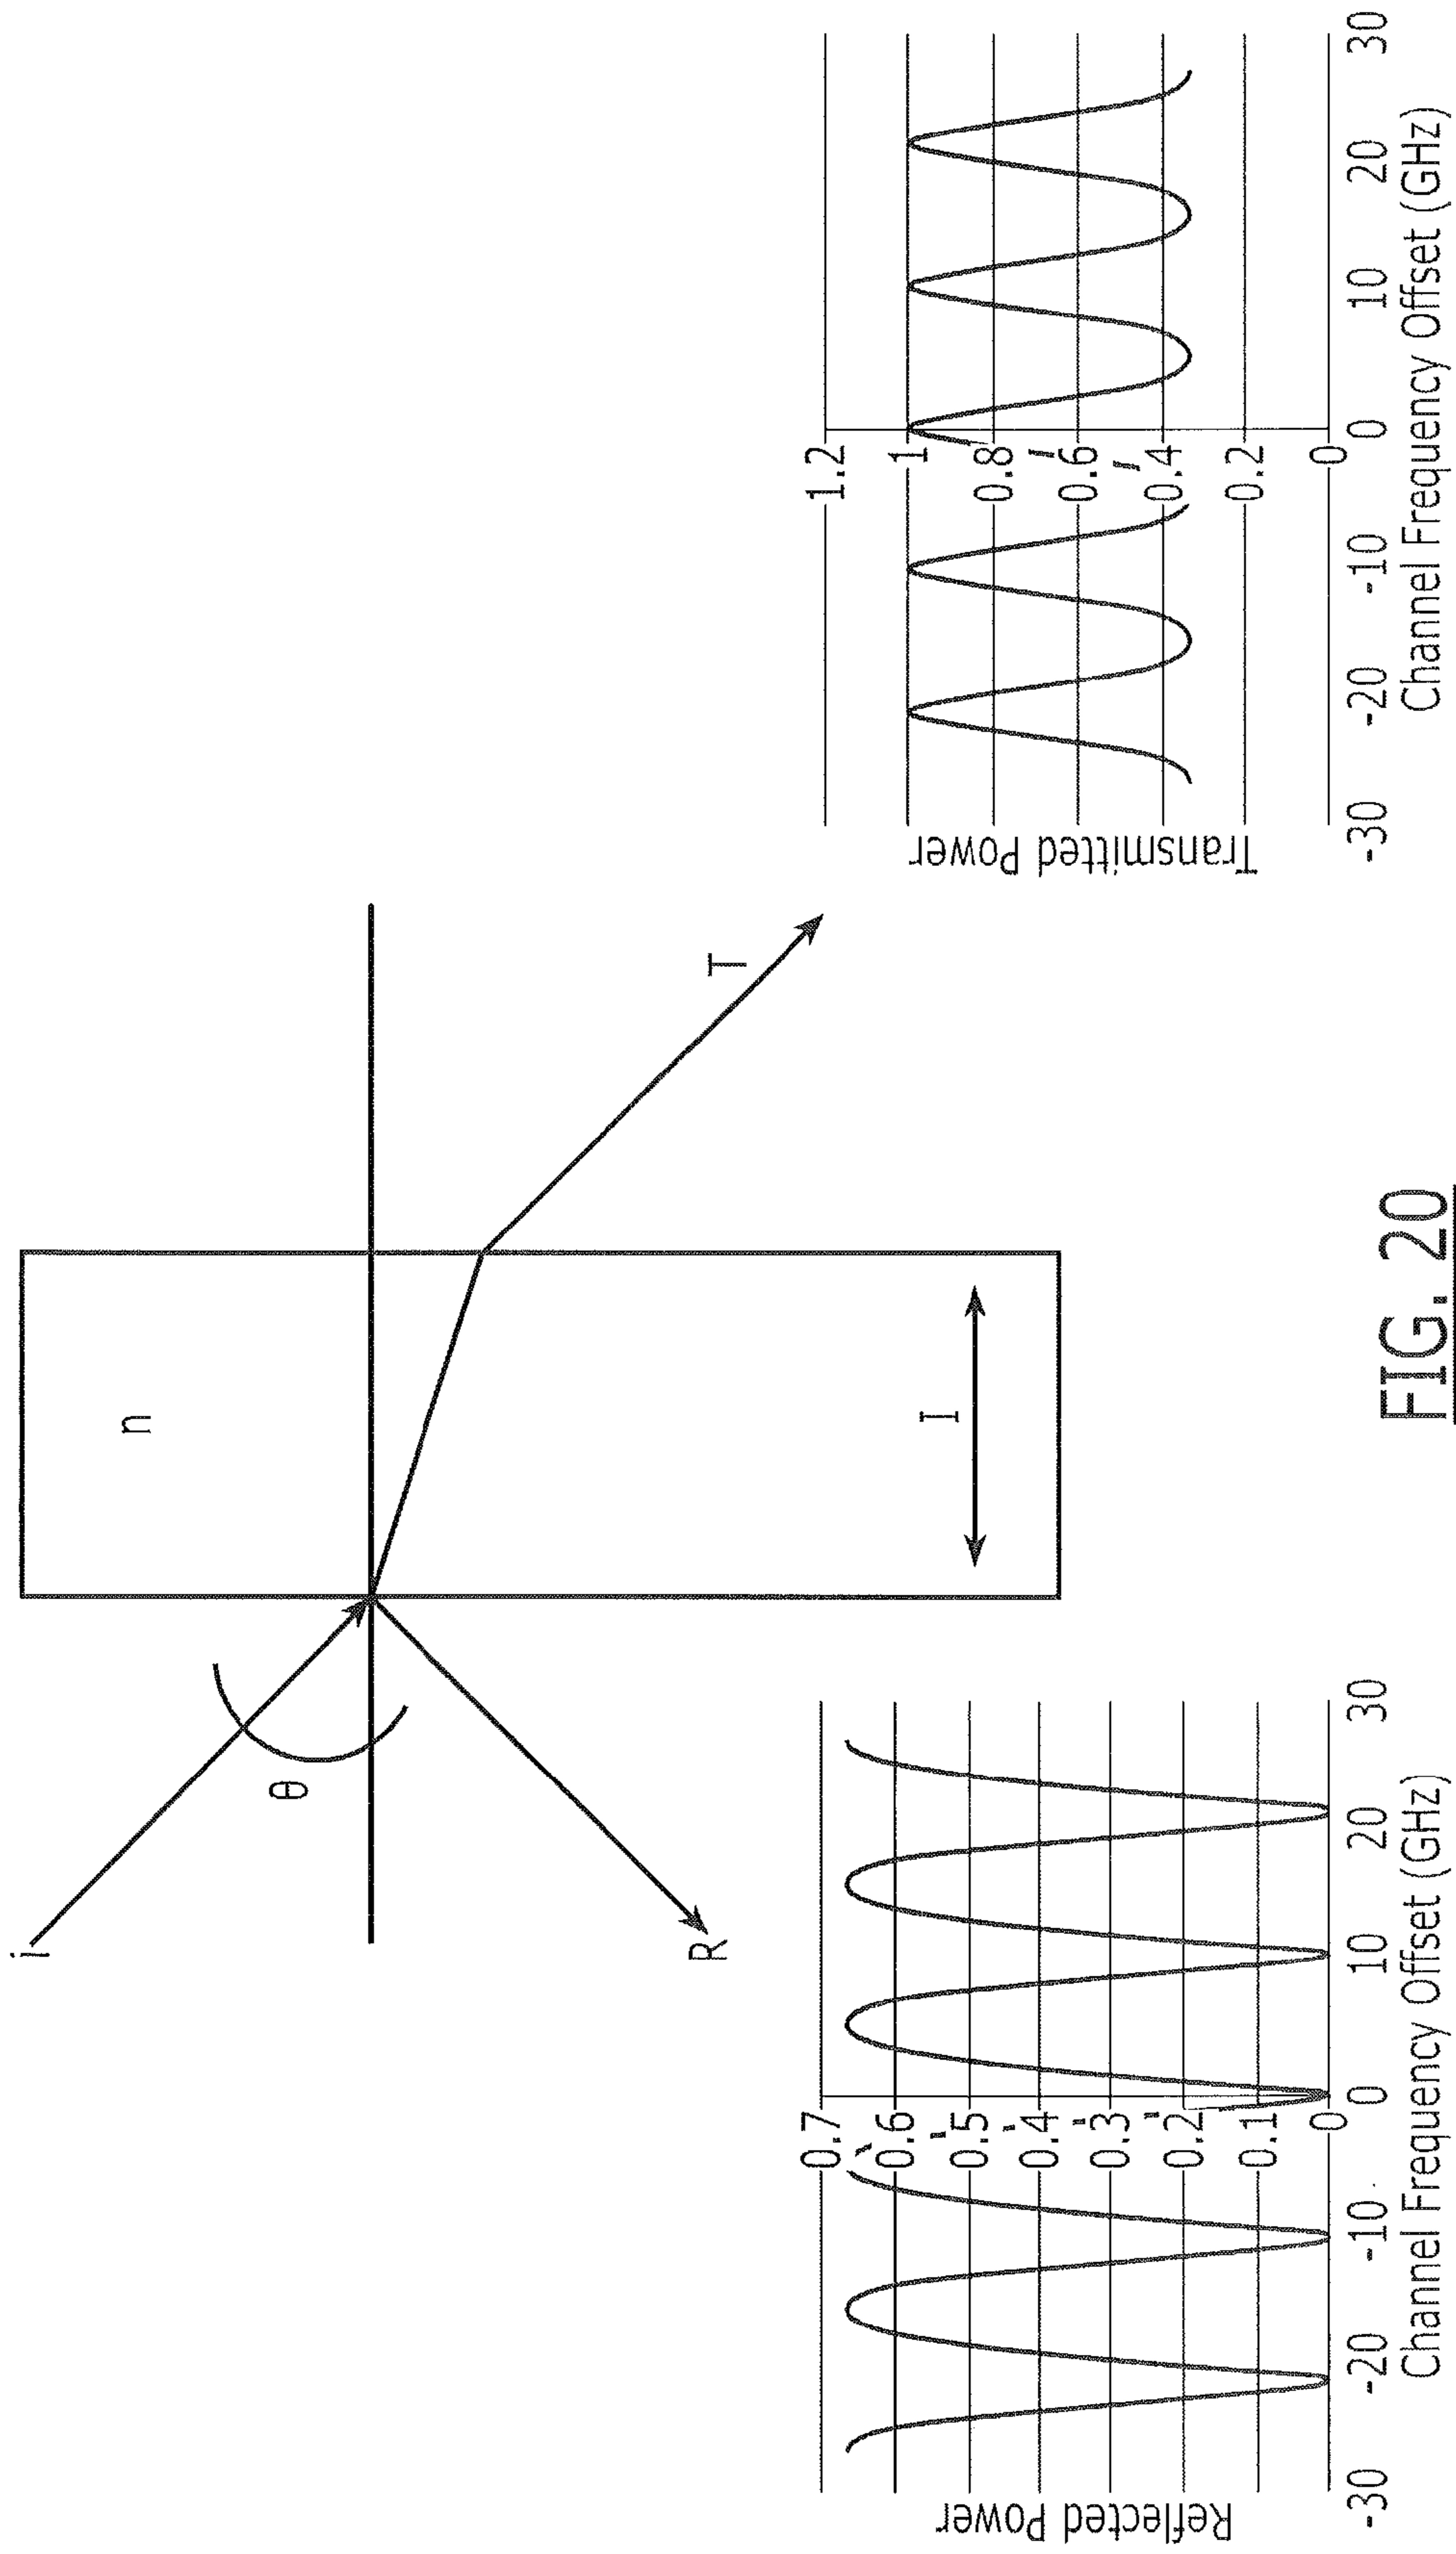 i
θ
R
n
I
T
Reflected Power
0.7
0.6
0.5
0.4
0.3
0.2
0.1
0
-30 -20 -10 0 10 20 30
Channel Frequency Offset (GHz)
Transmitted Power
1.2
1
0.8
0.6
0.4
0.2
0
-30 -20 -10 0 10 20 30
Channel Frequency Offset (GHz)
FIG. 20